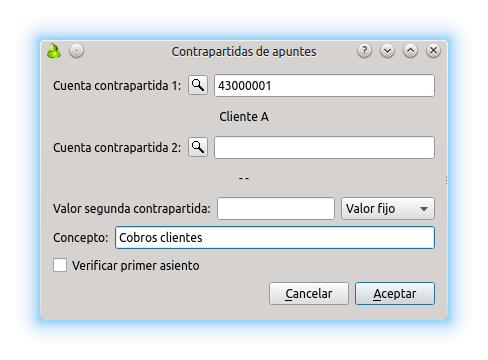 Contrapartidas de apuntes
Cuenta contrapartida 1: 43000001
Cliente A
Cuenta contrapartida 2:
--
Valor segunda contrapartida: Valor fijo
Concepto: Cobros clientes
Verificar primer asiento
Cancelar Aceptar